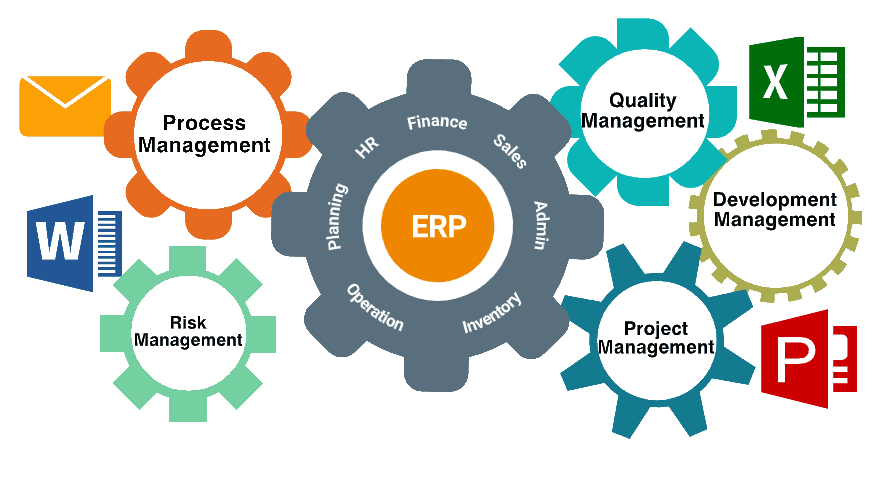 Process
Management
Quality
Management
X
Development
Management
W
Risk
Management
Finance
HR
Sales
Planning
ERP
Admin
Operation
Inventory
Project
Management
P